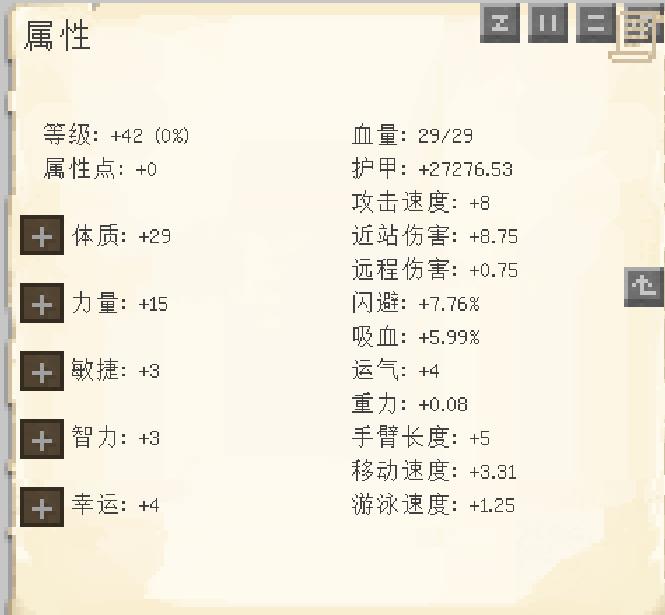 属性
等级: +42 (0%)
属性点: +0
体质: +29
力量: +15
敏捷: +3
智力: +3
幸运: +4
血量: 29/29
护甲: +27276.53
攻击速度: +8
近站伤害: +8.75
远程伤害: +0.75
闪避: +7.76%
吸血: +5.99%
运气: +4
重力: +0.08
手臂长度: +5
移动速度: +3.31
游泳速度: +1.25